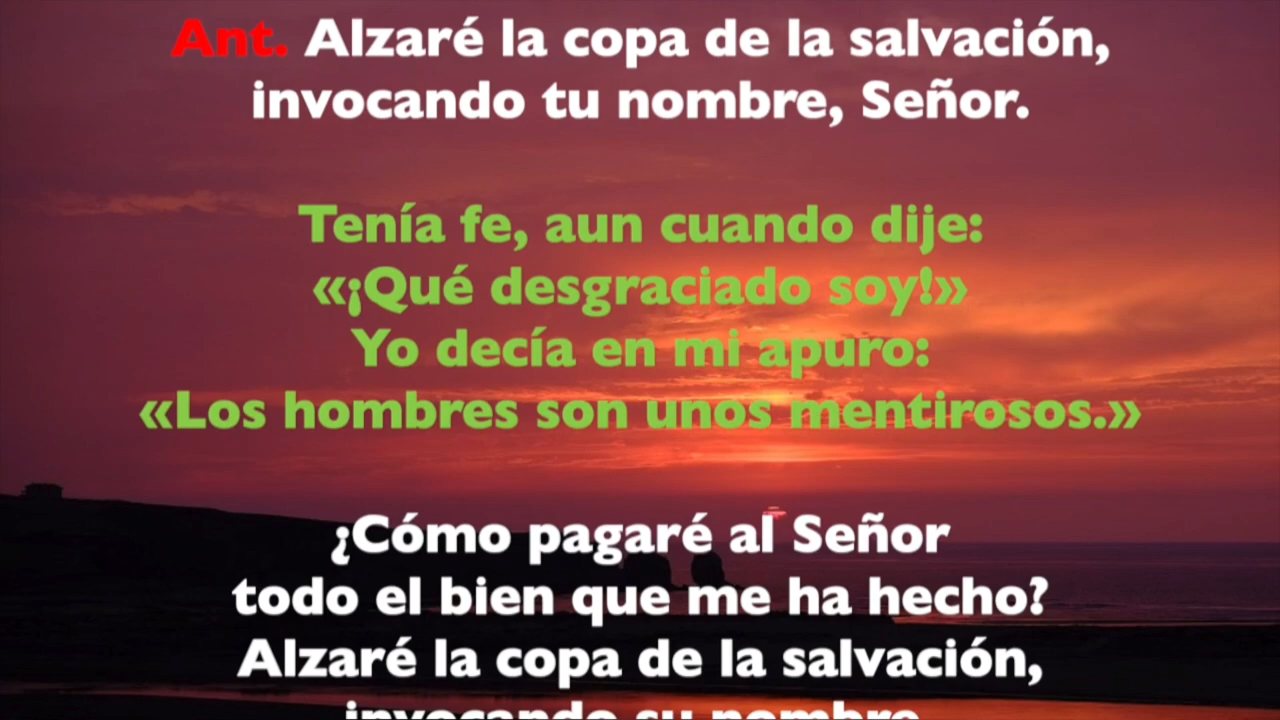 Ant. Alzaré la copa de la salvación,
invocando tu nombre, Señor.
Tenía fe, aun cuando dije:
«¡Qué desgraciado soy!»
Yo decía en mi apuro:
«Los hombres son unos mentirosos.»
¿Cómo pagaré al Señor
todo el bien que me ha hecho?
Alzaré la copa de la salvación,
invocando su nombre